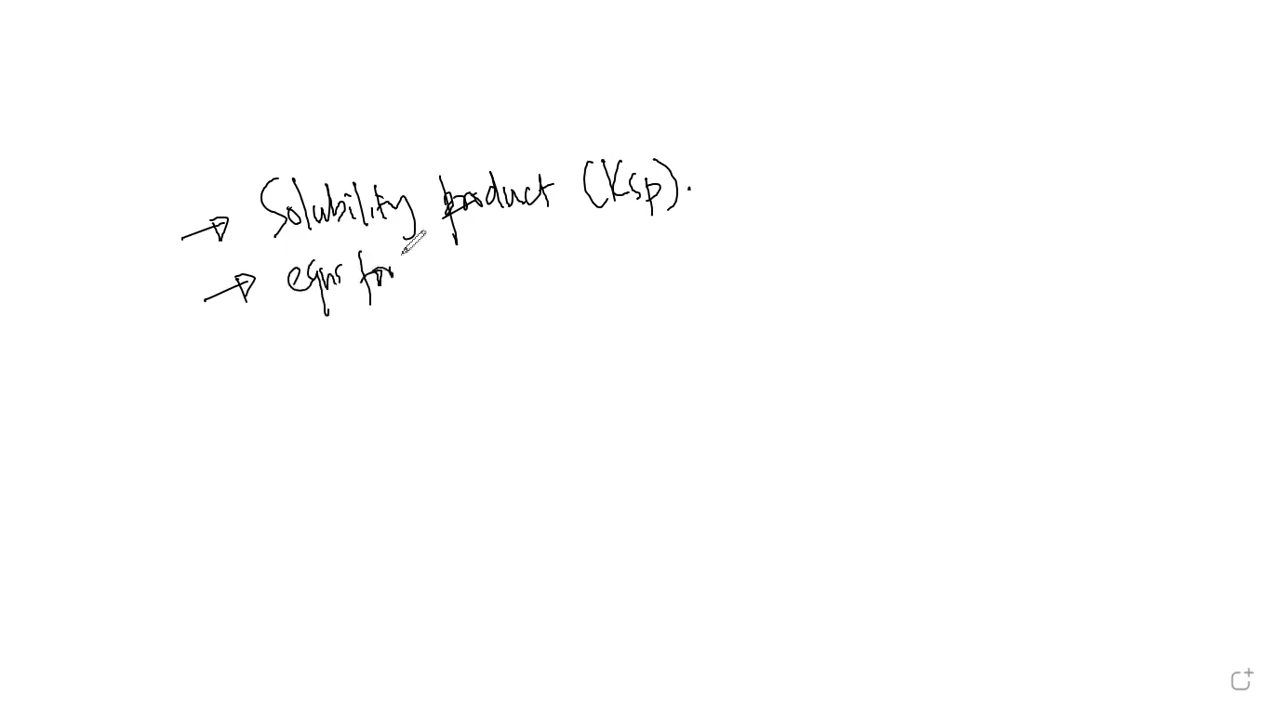 → Solubility product (Ksp).
→ eqns for